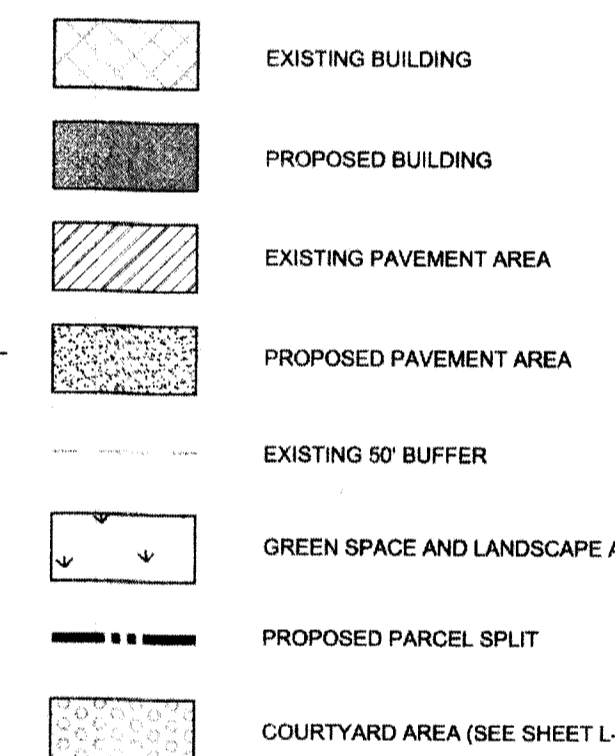 EXISTING BUILDING
PROPOSED BUILDING
EXISTING PAVEMENT AREA
PROPOSED PAVEMENT AREA
EXISTING 50' BUFFER
GREEN SPACE AND LANDSCAPE
PROPOSED PARCEL SPLIT
COURTYARD AREA (SEE SHEET L-